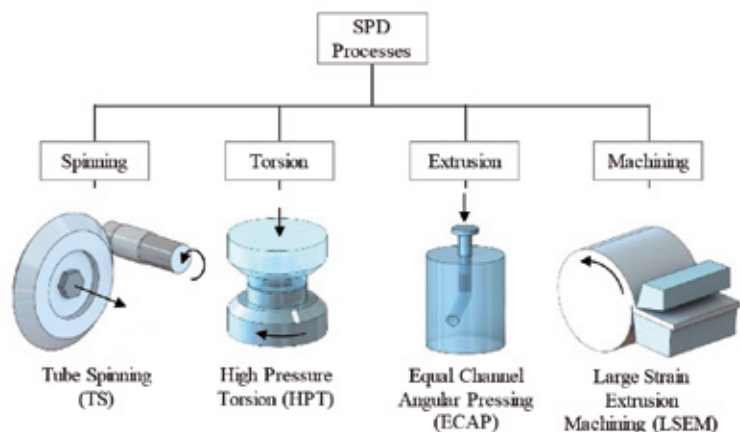 SPD
Processes
Spinning
Torsion
Extrusion
Machining
Tube Spinning
(TS)
High Pressure
Torsion (HPT)
Equal Channel
Angular Pressing
(ECAP)
Large Strain
Extrusion
Machining (LSEM)